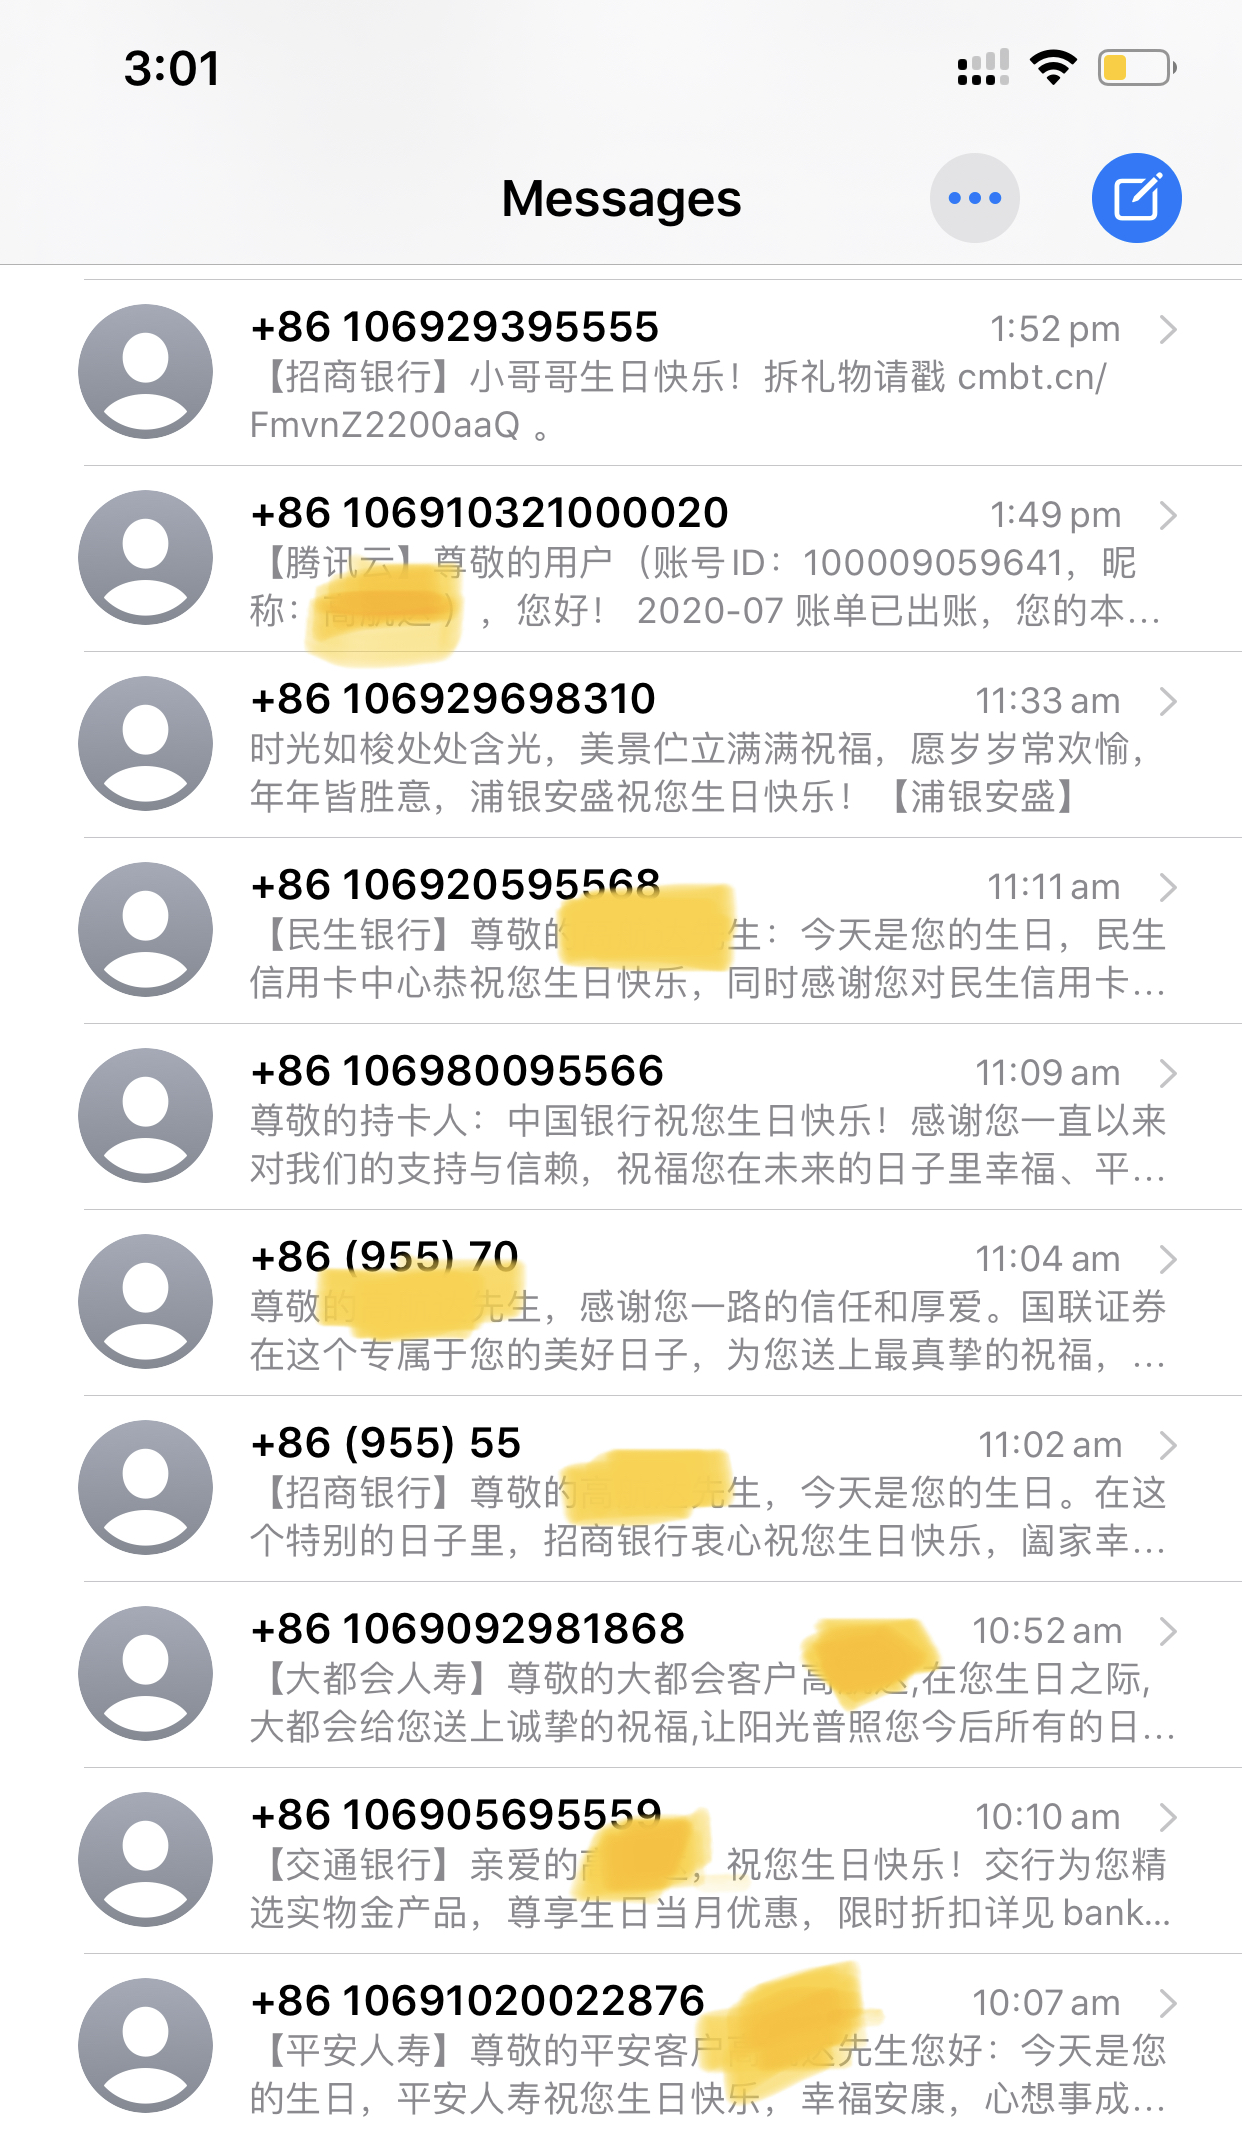 3:01
Messages
+86 106929395555
1:52 pm
【招商银行】小哥哥生日快乐！拆礼物请戳 cmbt.cn/
FmvnZ2200aaQ 。
+86 106910321000020
1:49 pm
【腾讯云】尊敬的用户（账号ID：100009059641，昵
称：），您好！ 2020-07 账单已出账，您的本...
+86 106929698310
11:33 am
时光如梭处处含光，美景伫立满满祝福，愿岁岁常欢愉，
年年皆胜意，浦银安盛祝您生日快乐！【浦银安盛】
+86 106920595568
11:11 am
【民生银行】尊敬的生：今天是您的生日，民生
信用卡中心恭祝您生日快乐，同时感谢您对民生信用卡...
+86 106980095566
11:09 am
尊敬的持卡人：中国银行祝您生日快乐！感谢您一直以来
对我们的支持与信赖，祝福您在未来的日子里幸福、平...
+86 (955) 70
11:04 am
尊敬的先生，感谢您一路的信任和厚爱。国联证券
在这个专属于您的美好日子，为您送上最真挚的祝福，...
+86 (955) 55
11:02 am
【招商银行】尊敬的先生，今天是您的生日。在这
个特别的日子里，招商银行衷心祝您生日快乐，阖家幸...
+86 1069092981868
10:52 am
【大都会人寿】尊敬的大都会客户,在您生日之际,
大都会给您送上诚挚的祝福,让阳光普照您今后所有的日...
+86 106905695559
10:10 am
【交通银行】亲爱的，祝您生日快乐！交行为您精
选实物金产品，尊享生日当月优惠，限时折扣详见 bank...
+86 10691020022876
10:07 am
【平安人寿】尊敬的平安客户先生您好：今天是您
的生日，平安人寿祝您生日快乐，幸福安康，心想事成...